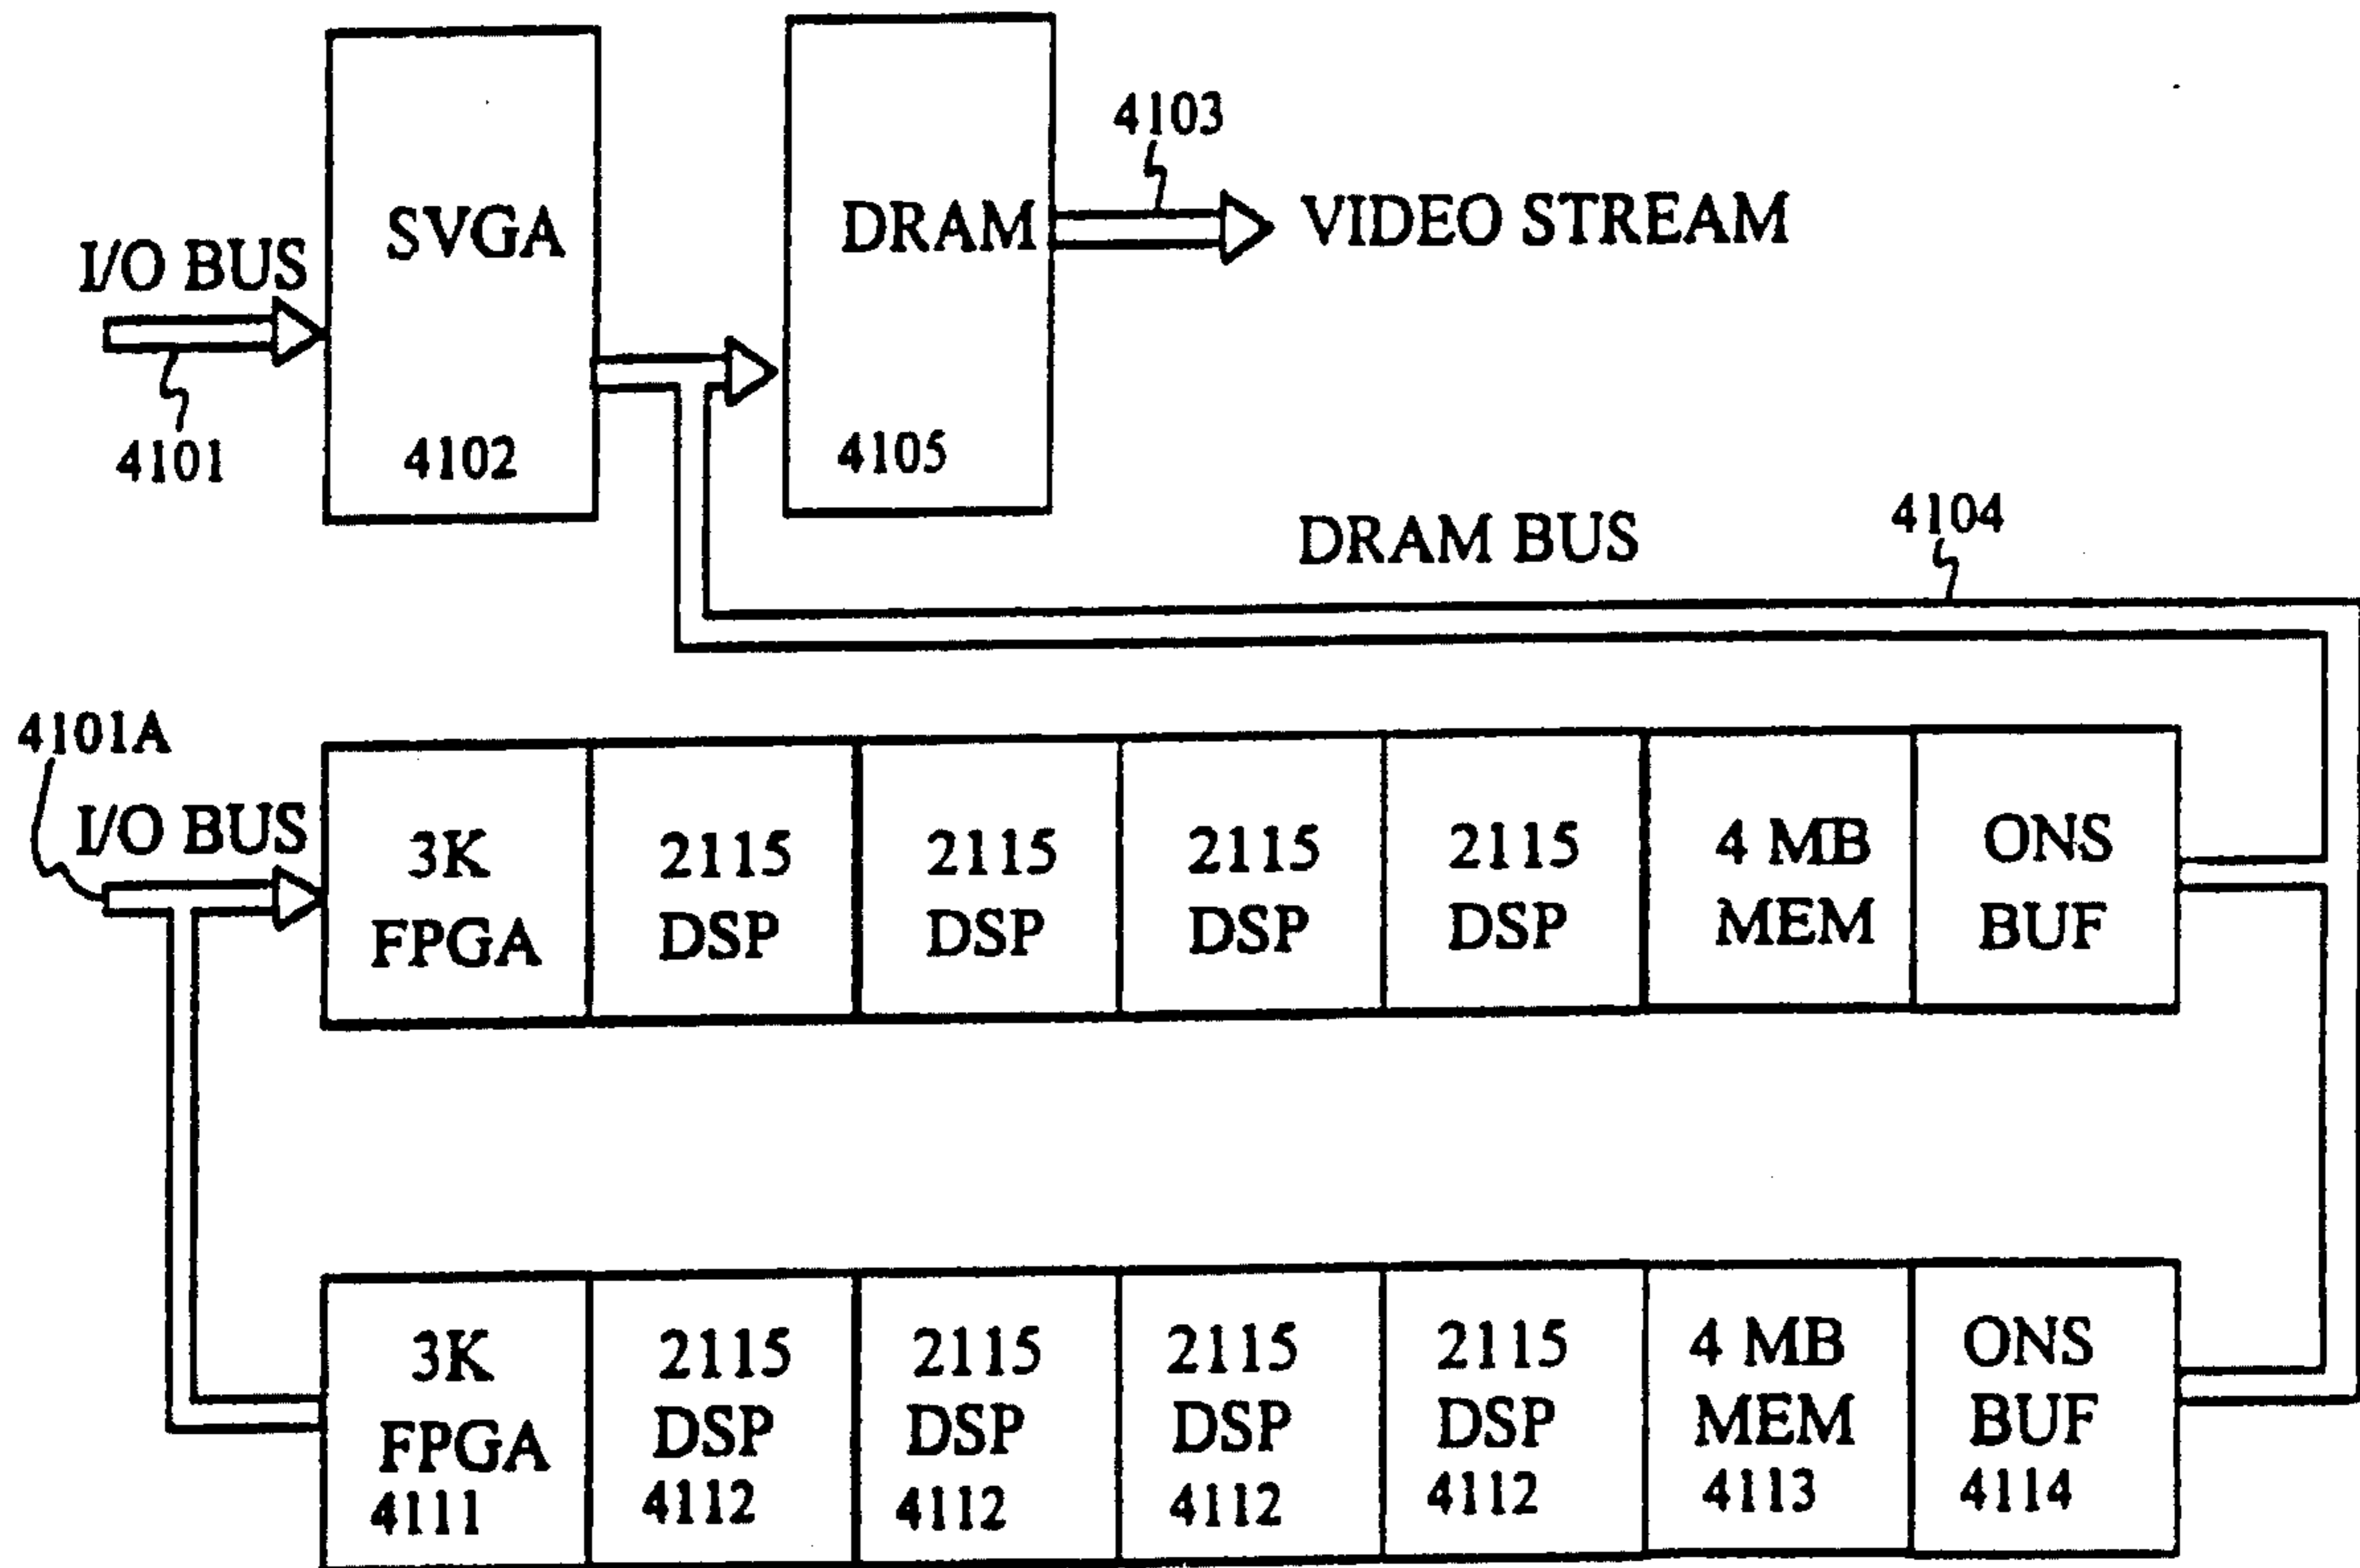 4103
SVGA
DRAM
VIDEO STREAM
I/O BUS
4101
4102
4105
DRAM BUS
4104
4101A
I/O BUS
3K
FPGA
2115
DSP
2115
DSP
2115
DSP
2115
DSP
4 MB
MEM
ONS
BUF
3K
FPGA
4111
2115
DSP
4112
2115
DSP
4112
2115
DSP
4112
2115
DSP
4112
4 MB
MEM
4113
ONS
BUF
4114